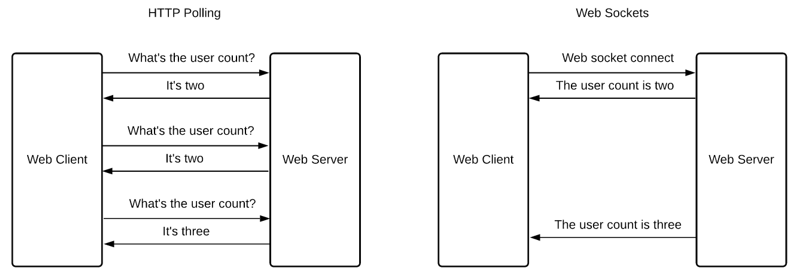 HTTP Polling
What's the user count?
It's two
What's the user count?
It's two
Web Client
Web Server
What's the user count?
It's three
Web Sockets
Web socket connect
The user count is two
Web Client
Web Server
The user count is three